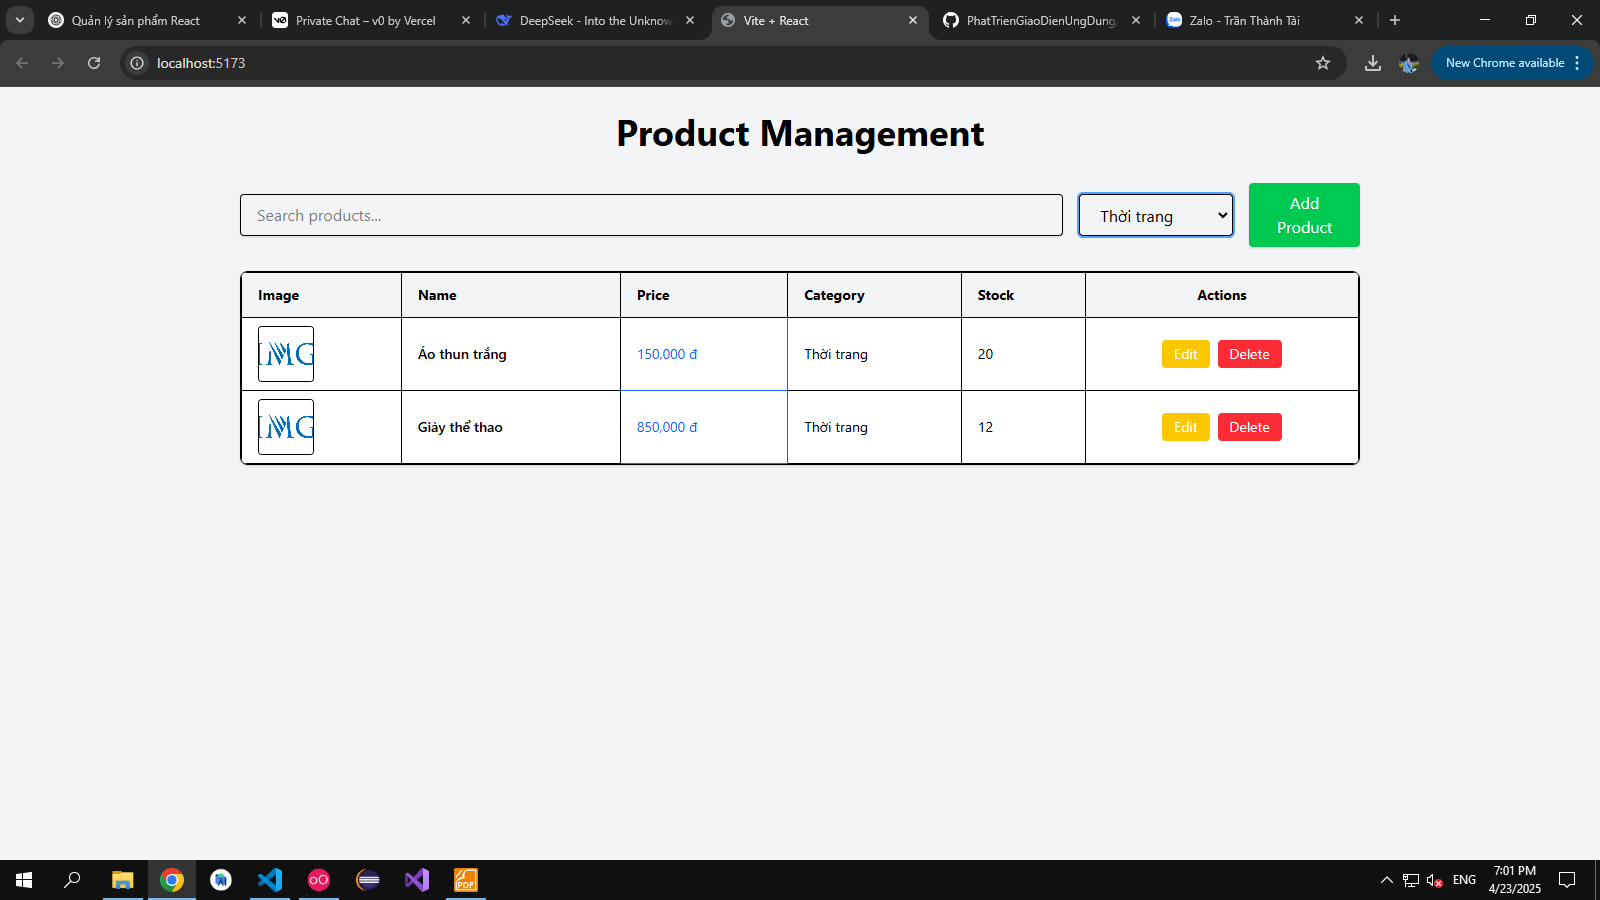 Quản lý sản phẩm React
Private Chat – v0 by Vercel
DeepSeek - Into the Unknow
Vite + React
PhatTrienGiaoDienUngDung
Zalo - Trần Thành Tài
localhost:5173
New Chrome available
Product Management
Search products...
Thời trang
Add
Product
Image Name Price Category Stock Actions
IMG Áo thun trắng 150,000 đ Thời trang 20 Edit Delete
IMG Giày thể thao 850,000 đ Thời trang 12 Edit Delete
ENG
7:01 PM
4/23/2025